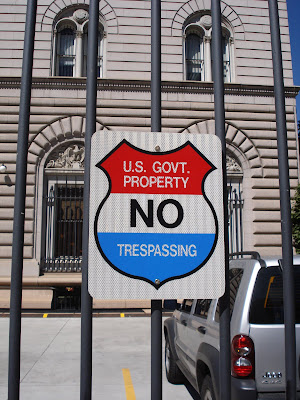 U.S. GOVT.
PROPERTY
NO
TRESPASSING